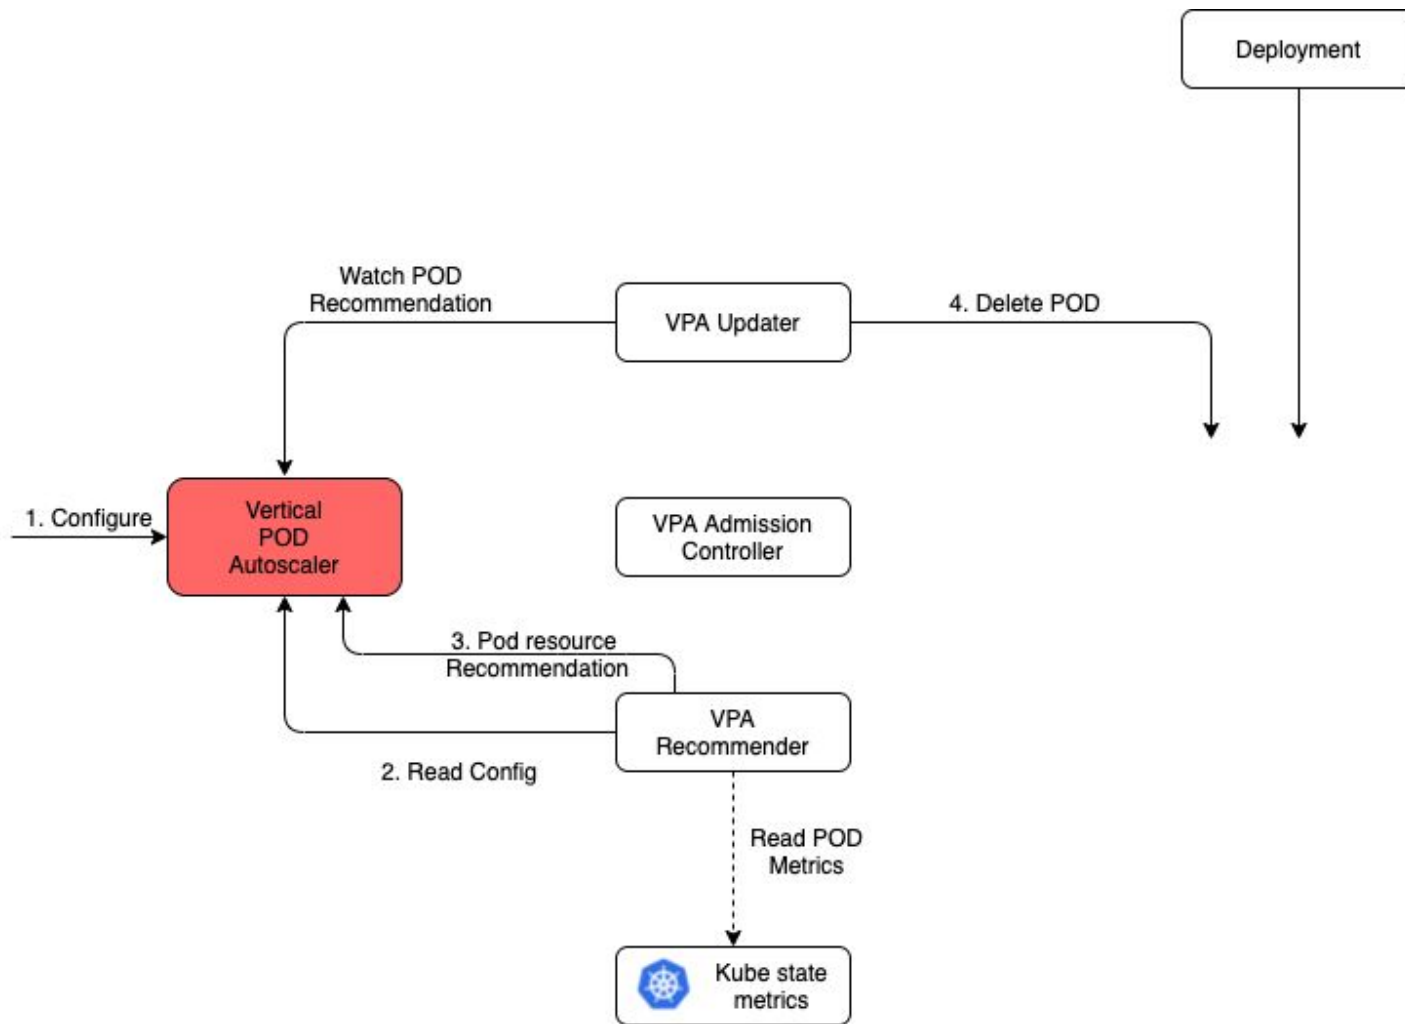 Deployment
Watch POD
Recommendation
VPA Updater
4. Delete POD
1. Configure
Vertical
POD
Autoscaler
VPA Admission
Controller
3. Pod resource
Recommendation
VPA
Recommender
2. Read Config
Read POD
Metrics
Kube state
metrics